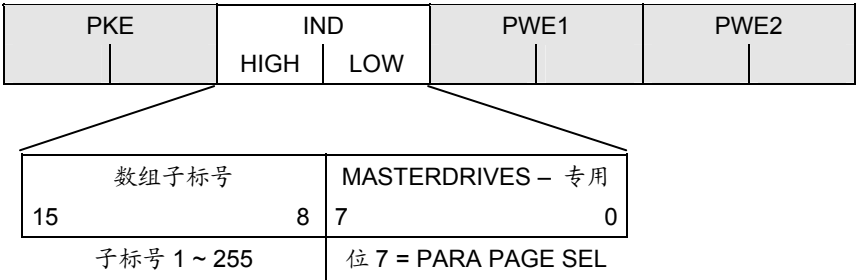 PKE IND PWE1 PWE2
HIGH LOW
数组子标号 MASTERDRIVES – 专用
15 8 7 0
子标号 1 ~ 255 位 7 = PARA PAGE SEL